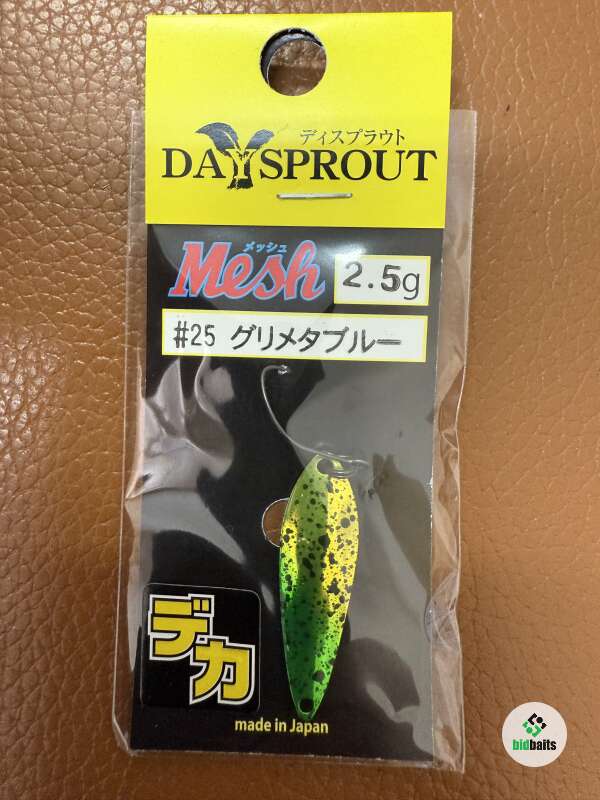 ディスプラウト
DAYSPROUT
メッシュ
Mesh
2.5g
#25 グリメタブルー
デカ
made in Japan
bidbaits